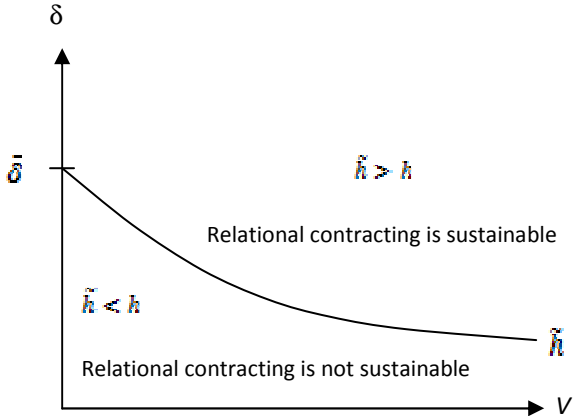 δ
δ̄
h̃ > h
Relational contracting is sustainable
h̃ < h
h̃
Relational contracting is not sustainable
V